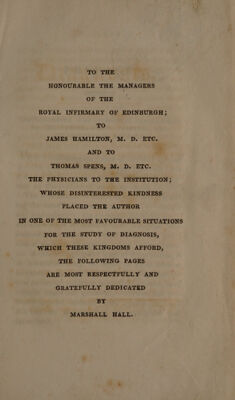 TO THE
HONOURABLE THE MANAGERS
OF THE
ROYAL INFIRMARY OF EDINBURGH;
TO
JAMES HAMILTON, M. D. ETC.
AND TO
THOMAS SPENS, M. D. ETC.
THE PHYSICIANS TO THE INSTITUTION;
WHOSE DISINTERESTED KINDNESS
PLACED THE AUTHOR
IN ONE OF THE MOST FAVOURABLE SITUATIONS
FOR THE STUDY OF DIAGNOSIS,
WHICH THESE KINGDOMS AFFORD,
THE FOLLOWING PAGES
ARE MOST RESPECTFULLY AND
GRATEFULLY DEDICATED
BY
MARSHALL HALL.